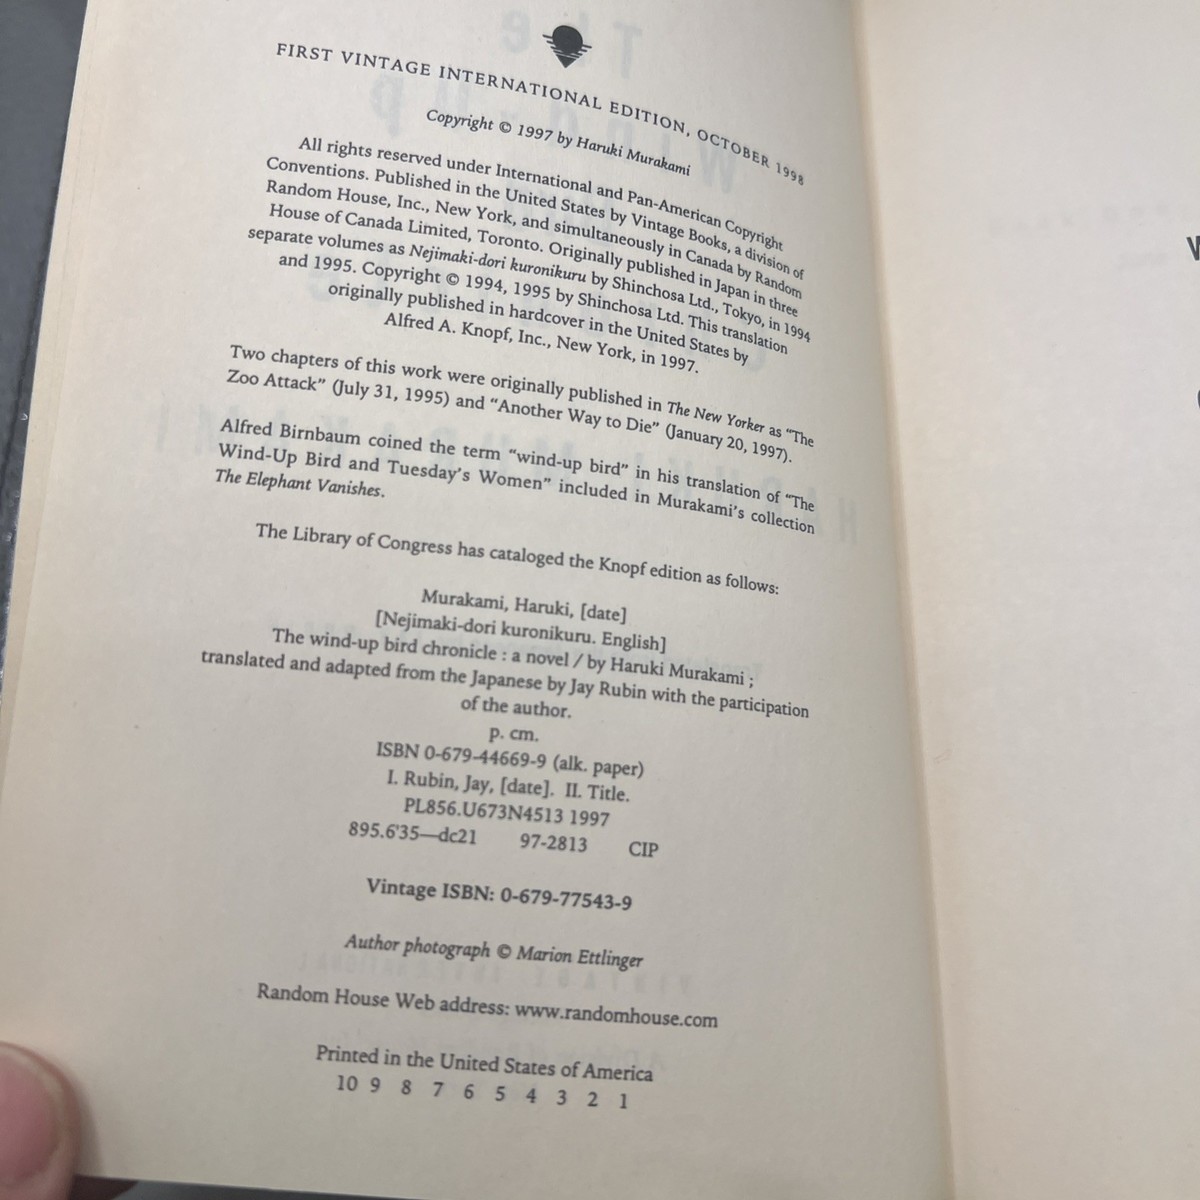 FIRST VINTAGE INTERNATIONAL EDITION, OCTOBER 1998
Copyright © 1997 by Haruki Murakami
All rights reserved under International and Pan-American Copyright
Conventions. Published in the United States by Vintage Books, a division of
Random House, Inc., New York, and simultaneously in Canada by Random
House of Canada Limited, Toronto. Originally published in Japan in three
separate volumes as Nejimaki-dori kuronikuru by Shinchosa Ltd., Tokyo, in 1994
and 1995. Copyright © 1994, 1995 by Shinchosa Ltd. This translation
originally published in hardcover in the United States by
Alfred A. Knopf, Inc., New York, in 1997.
Two chapters of this work were originally published in The New Yorker as “The
Zoo Attack” (July 31, 1995) and “Another Way to Die” (January 20, 1997).
Alfred Birnbaum coined the term “wind-up bird” in his translation of “The
Wind-Up Bird and Tuesday’s Women” included in Murakami’s collection
The Elephant Vanishes.
The Library of Congress has cataloged the Knopf edition as follows:
Murakami, Haruki, [date]
[Nejimaki-dori kuronikuru. English]
The wind-up bird chronicle : a novel / by Haruki Murakami ;
translated and adapted from the Japanese by Jay Rubin with the participation
of the author.
p. cm.
ISBN 0-679-44669-9 (alk. paper)
I. Rubin, Jay, [date]. II. Title.
PL856.U673N4513 1997
895.6'35—dc21 97-2813 CIP
Vintage ISBN: 0-679-77543-9
Author photograph © Marion Ettlinger
Random House Web address: www.randomhouse.com
Printed in the United States of America
10 9 8 7 6 5 4 3 2 1